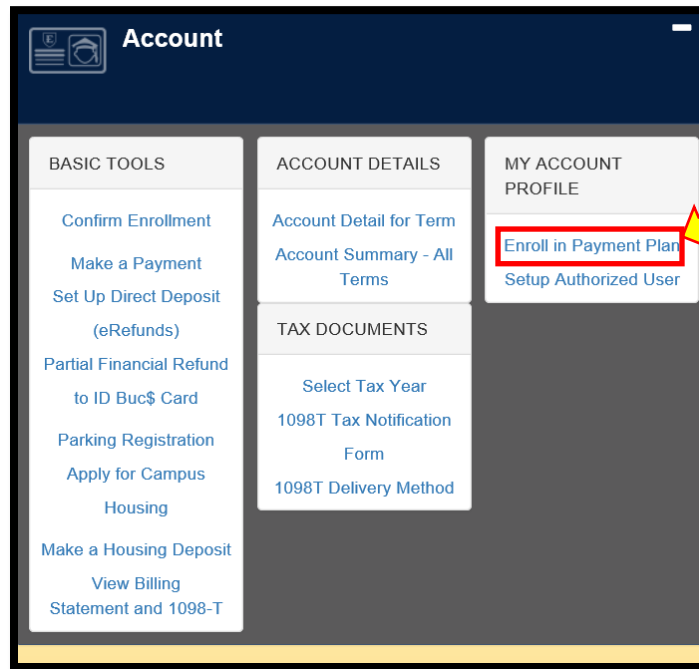 E
Account
BASIC TOOLS
Confirm Enrollment
Make a Payment
Set Up Direct Deposit
(eRefunds)
Partial Financial Refund
to ID Buc$ Card
Parking Registration
Apply for Campus
Housing
Make a Housing Deposit
View Billing
Statement and 1098-T
ACCOUNT DETAILS
Account Detail for Term
Account Summary - All
Terms
TAX DOCUMENTS
Select Tax Year
1098T Tax Notification
Form
1098T Delivery Method
MY ACCOUNT
PROFILE
Enroll in Payment Plan
Setup Authorized User